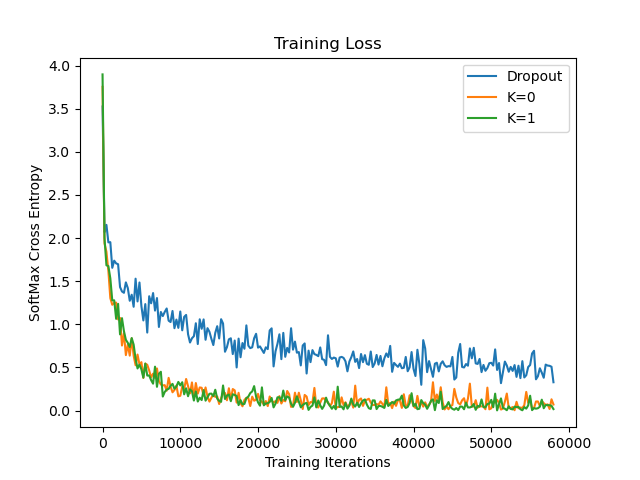 Training Loss
SoftMax Cross Entropy
4.0
3.5
3.0
2.5
2.0
1.5
1.0
0.5
0.0
Dropout
K=0
K=1
0 10000 20000 30000 40000 50000 60000
Training Iterations